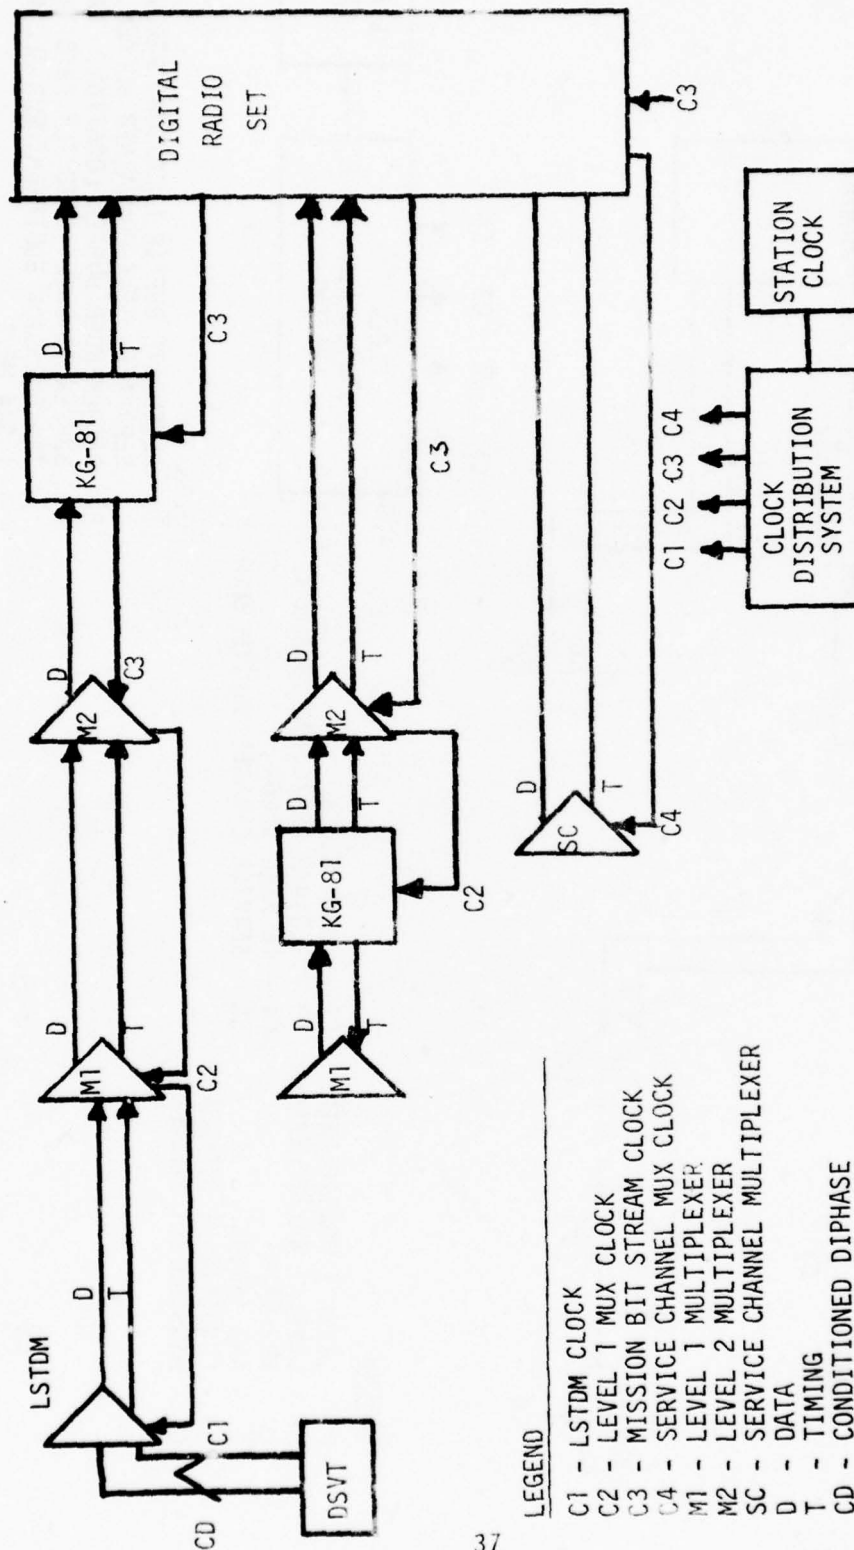 LSTDM
D
T
M1
D
T
M2
D
KG-81
D
T
DIGITAL
RADIO
SET
C1
C2
C3
C3
CD
DSVT
M1
D
T
KG-81
D
T
M2
D
T
C2
C3
SC
D
T
C4
C3
C1 C2 C3 C4
CLOCK
DISTRIBUTION
SYSTEM
STATION
CLOCK
LEGEND
C1 - LSTDM CLOCK
C2 - LEVEL 1 MUX CLOCK
C3 - MISSION BIT STREAM CLOCK
C4 - SERVICE CHANNEL MUX CLOCK
M1 - LEVEL 1 MULTIPLEXER
M2 - LEVEL 2 MULTIPLEXER
SC - SERVICE CHANNEL MULTIPLEXER
D - DATA
T - TIMING
CD - CONDITIONED DIPHASE
37